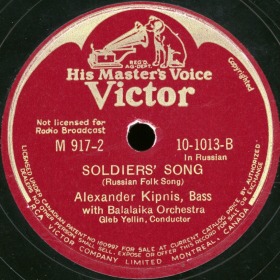 His Master's Voice
Victor
Not licensed for
Radio Broadcast
M 917-2
10-1013-B
In Russian
SOLDIERS' SONG
(Russian Folk Song)
Alexander Kipnis, Bass
with Balalaika Orchestra
Gleb Yellin, Conductor
RCA VICTOR COMPANY LIMITED MONTREAL, CANADA